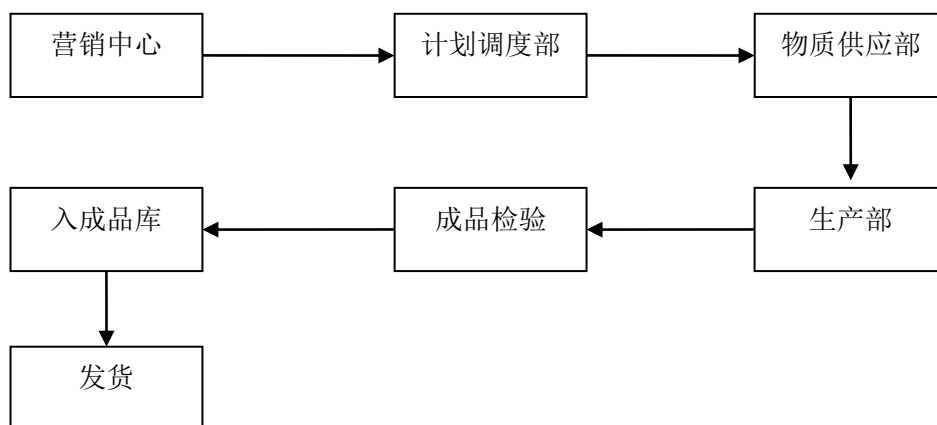 营销中心
计划调度部
物质供应部
生产部
成品检验
入成品库
发货